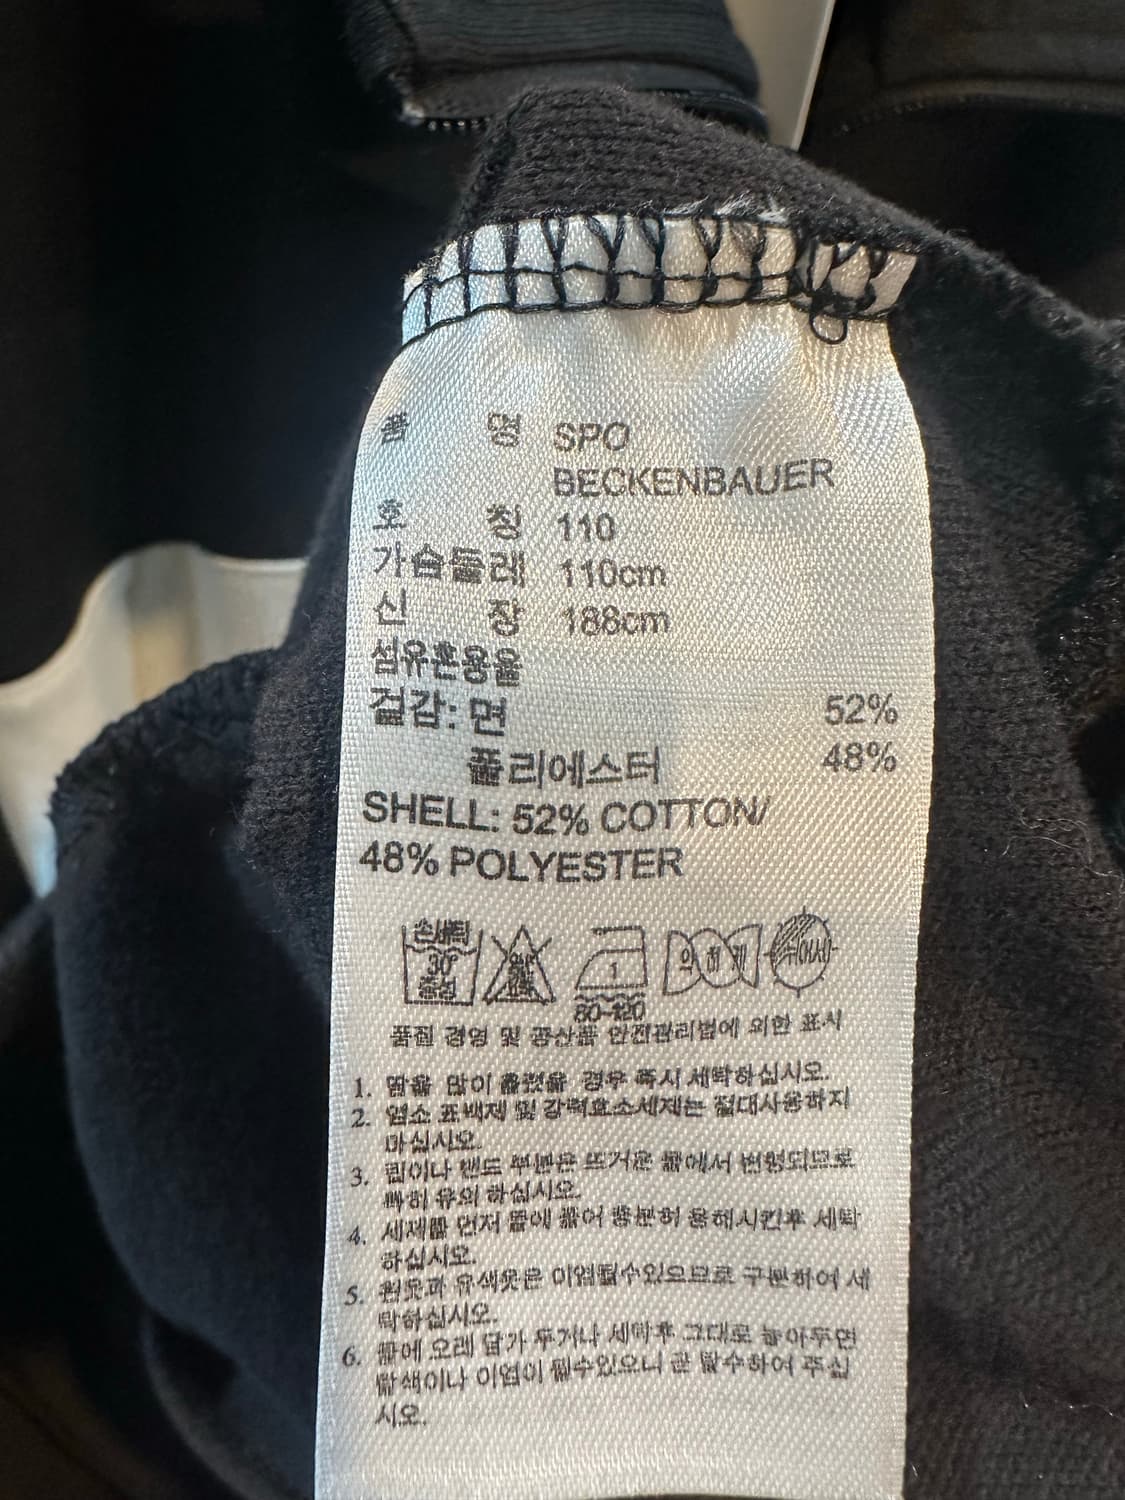 품 명 SPO
BECKENBAUER
호 칭 110
가슴둘레 110cm
신 장 188cm
섬유혼용율
겉감: 면 52%
폴리에스터 48%
SHELL: 52% COTTON/
48% POLYESTER
손세탁
30°
중성
1
80-120
약하게
품질 경영 및 공산품 안전관리법에 의한 표시
1. 땀을 많이 흘렸을 경우 즉시 세탁하십시오.
2. 염소 표백제 및 강력효소세제는 절대사용하지
마십시오.
3. 립이나 밴드 부분은 뜨거운 물에서 변형되므로
특히 유의 하십시오.
4. 세제를 먼저 물에 풀어 충분히 용해시킨후 세탁
하십시오.
5. 흰옷과 유색옷은 이염될수있으므로 구분하여 세
탁하십시오.
6. 물에 오래 담가 두거나 세탁후 그대로 놓아두면
탈색이나 이염이 될수있으니 곧 탈수하여 주십
시오.